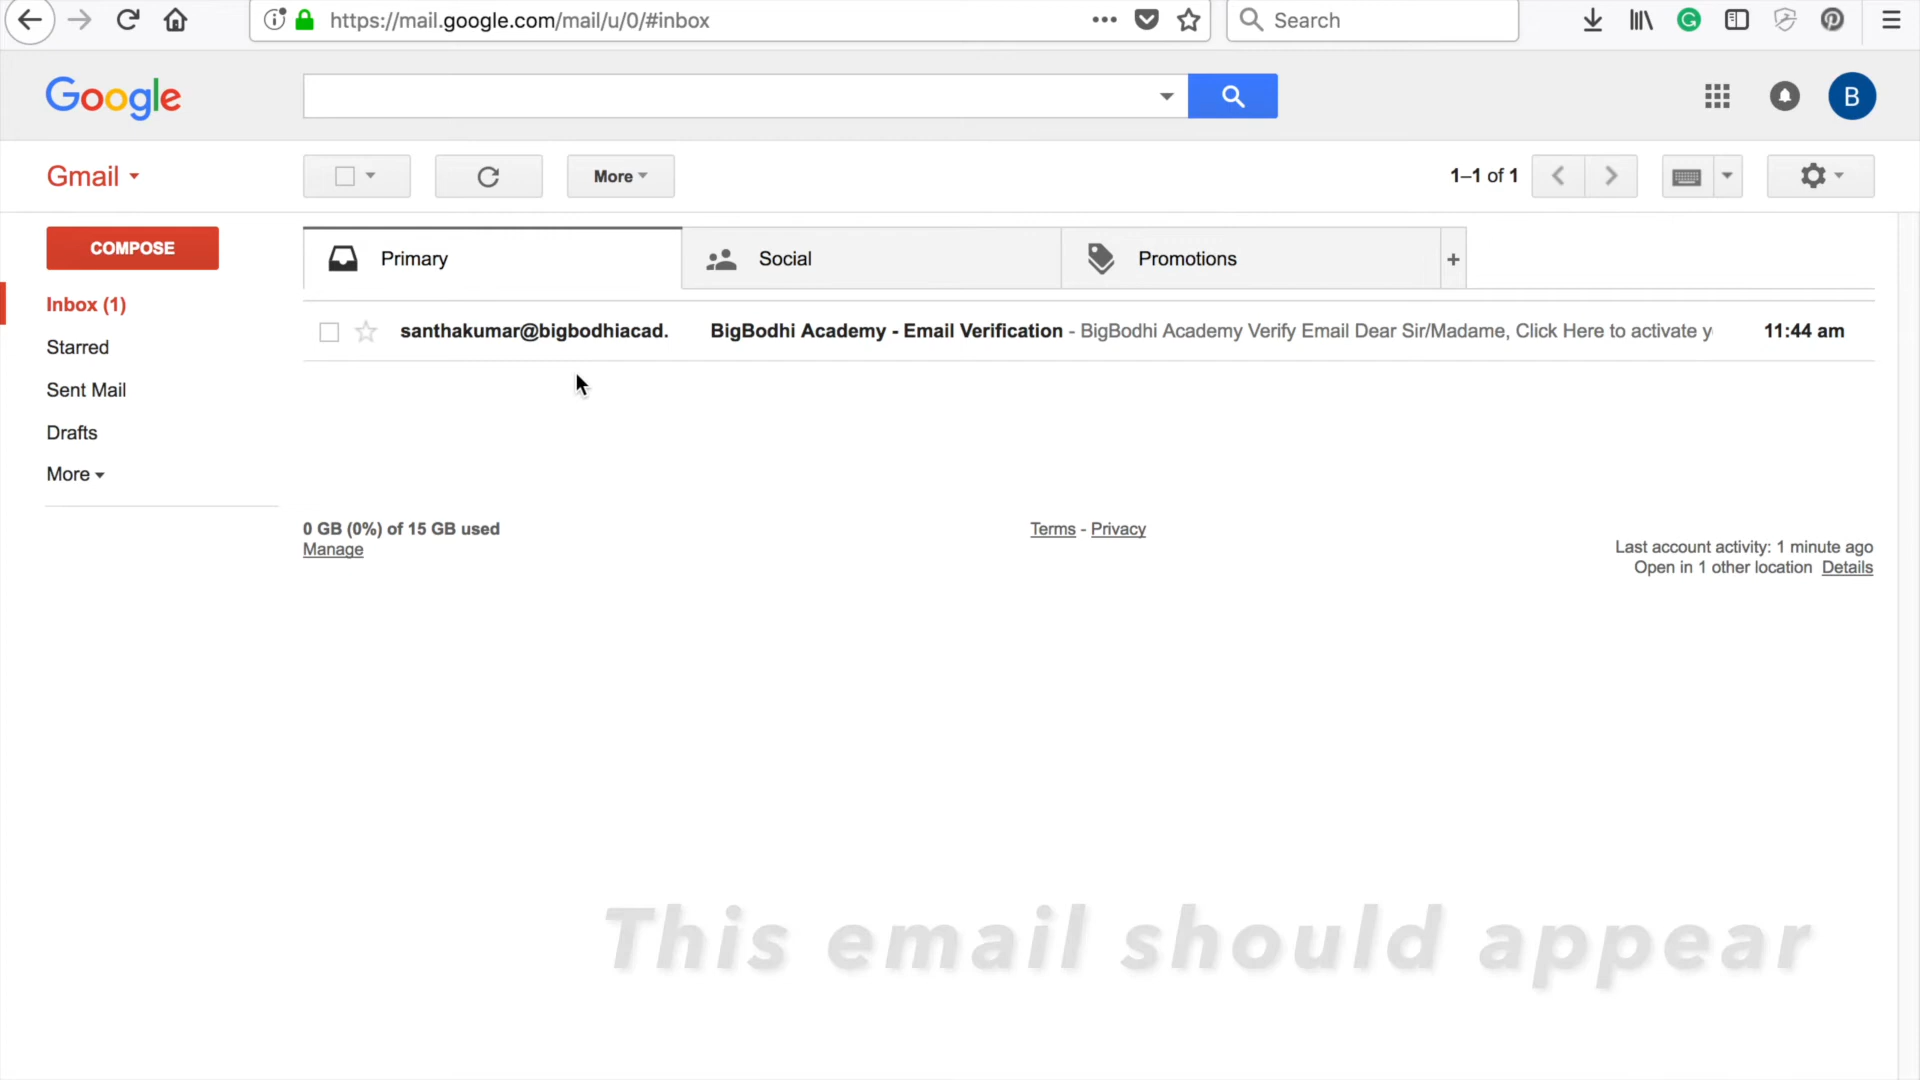 https://mail.google.com/mail/u/0/#inbox
Search
Google
B
Gmail
More
1–1 of 1
COMPOSE
Primary
Social
Promotions
+
Inbox (1)
santhakumar@bigbodhiacad. BigBodhi Academy - Email Verification - BigBodhi Academy Verify Email Dear Sir/Madame, Click Here to activate y 11:44 am
Starred
Sent Mail
Drafts
More
0 GB (0%) of 15 GB used
Manage
Terms - Privacy
Last account activity: 1 minute ago
Open in 1 other location Details
This email should appear